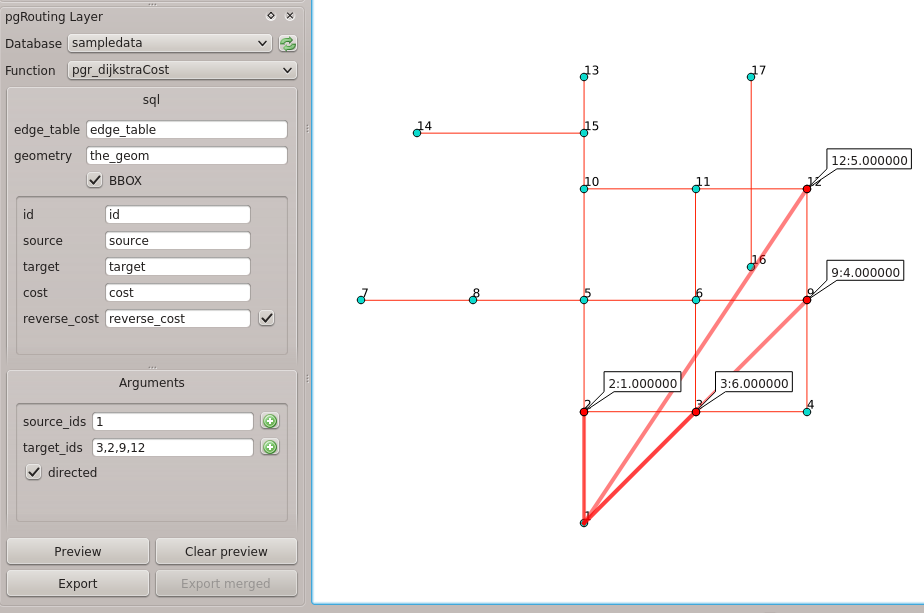 pgRouting Layer
Database sampledata
Function pgr_dijkstraCost
sql
edge_table edge_table
geometry the_geom
BBOX
id id
source source
target target
cost cost
reverse_cost reverse_cost
Arguments
source_ids 1
target_ids 3,2,9,12
directed
Preview Clear preview
Export Export merged
13 17
14 15
12:5.000000
10 11 12
16
9:4.000000
7 8 5 6 9
2:1.000000 3:6.000000
2 3 4
1